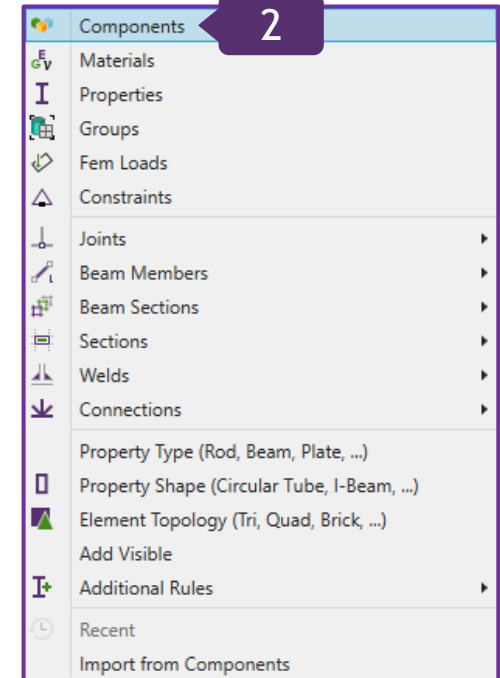 Components
2
Materials
Properties
Groups
Fem Loads
Constraints
Joints
Beam Members
Beam Sections
Sections
Welds
Connections
Property Type (Rod, Beam, Plate, ...)
Property Shape (Circular Tube, I-Beam, ...)
Element Topology (Tri, Quad, Brick, ...)
Add Visible
Additional Rules
Recent
Import from Components